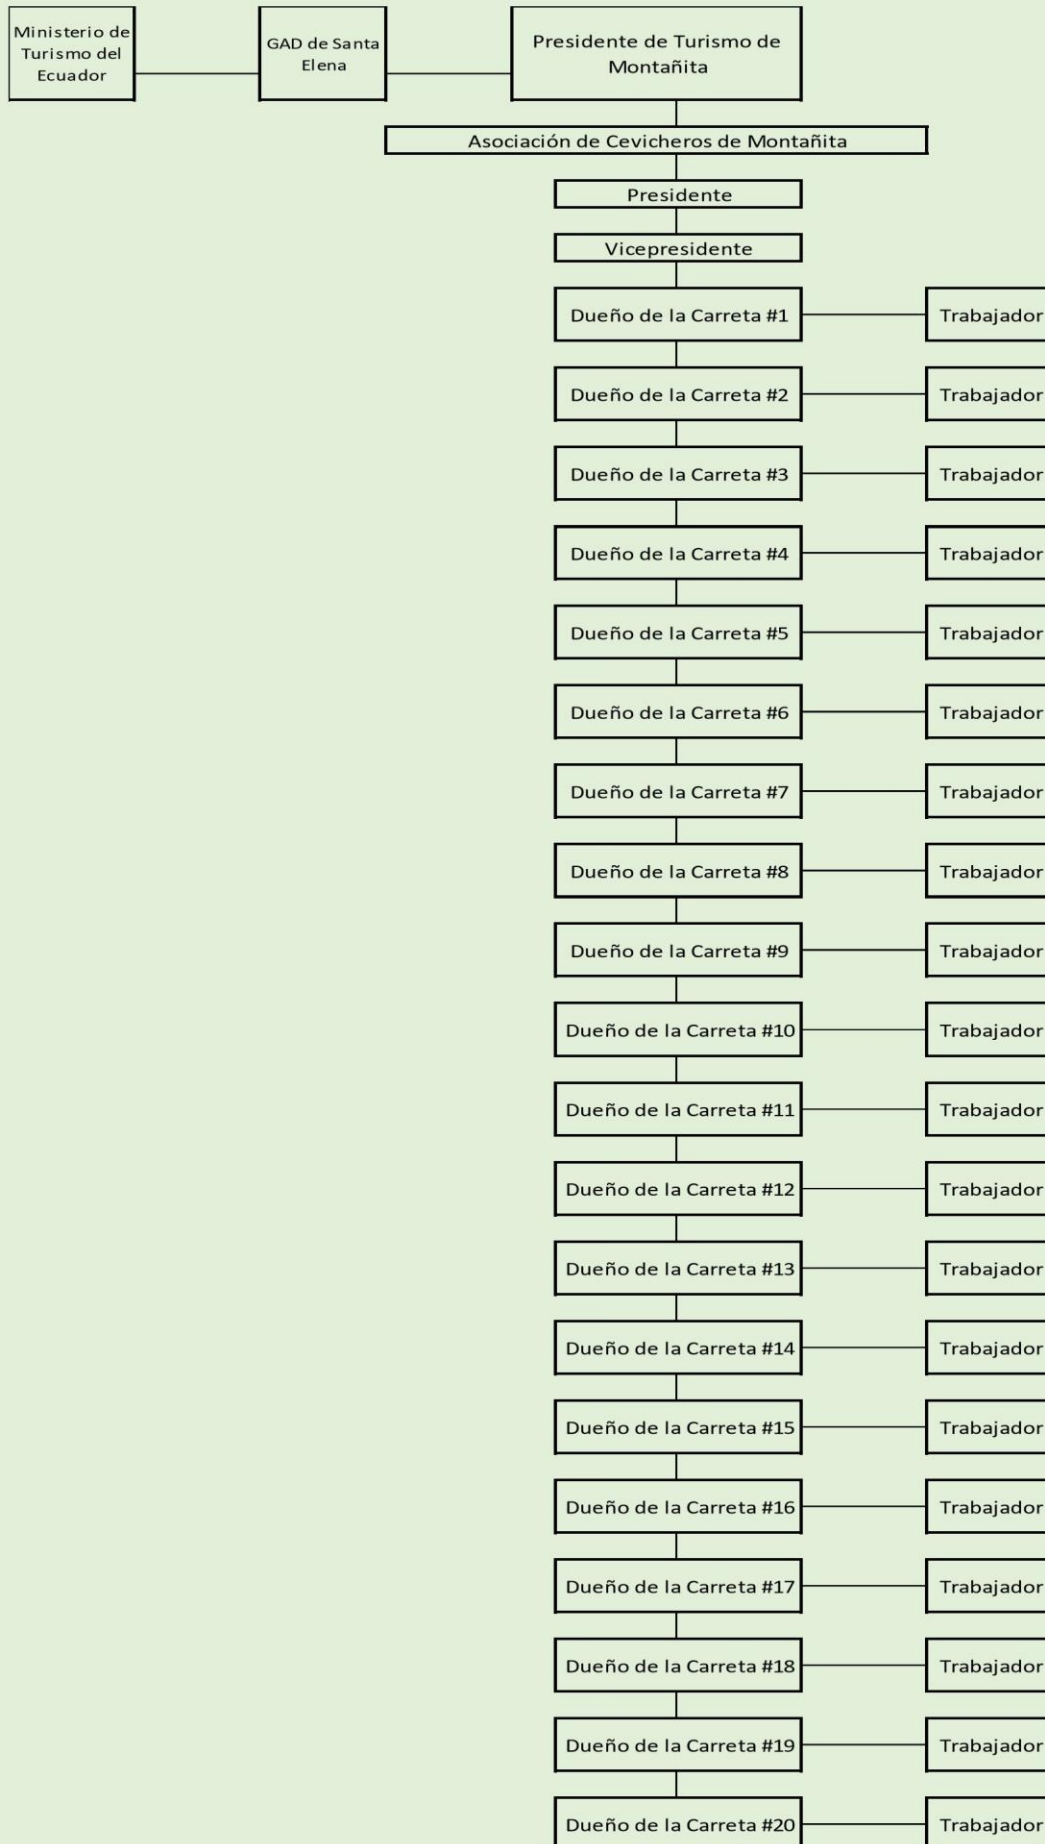 Ministerio de
Turismo del
Ecuador
GAD de Santa
Elena
Presidente de Turismo de
Montañita
Asociación de Cevicheros de Montañita
Presidente
Vicepresidente
Dueño de la Carreta #1
Trabajador
Dueño de la Carreta #2
Trabajador
Dueño de la Carreta #3
Trabajador
Dueño de la Carreta #4
Trabajador
Dueño de la Carreta #5
Trabajador
Dueño de la Carreta #6
Trabajador
Dueño de la Carreta #7
Trabajador
Dueño de la Carreta #8
Trabajador
Dueño de la Carreta #9
Trabajador
Dueño de la Carreta #10
Trabajador
Dueño de la Carreta #11
Trabajador
Dueño de la Carreta #12
Trabajador
Dueño de la Carreta #13
Trabajador
Dueño de la Carreta #14
Trabajador
Dueño de la Carreta #15
Trabajador
Dueño de la Carreta #16
Trabajador
Dueño de la Carreta #17
Trabajador
Dueño de la Carreta #18
Trabajador
Dueño de la Carreta #19
Trabajador
Dueño de la Carreta #20
Trabajador